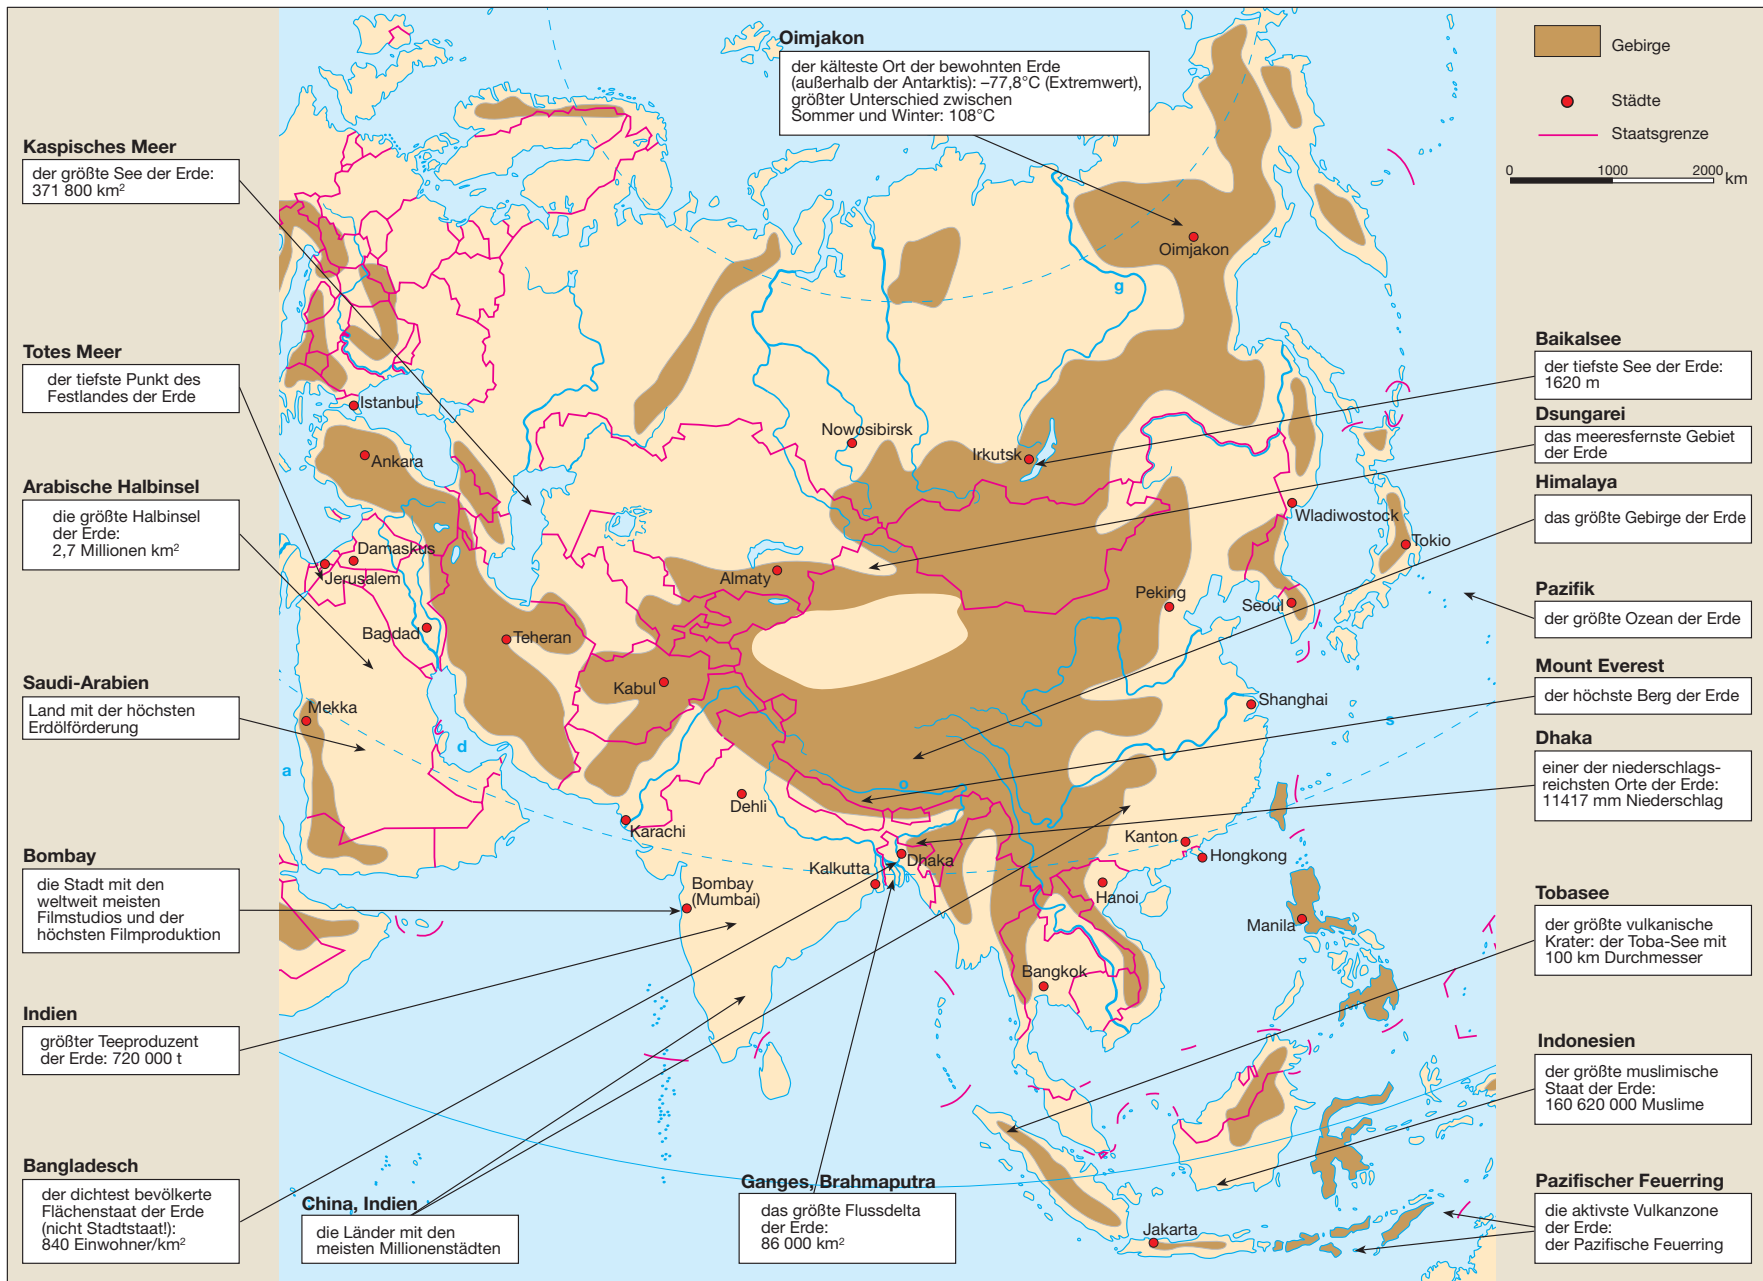 Oimjakon
der kälteste Ort der bewohnten Erde
(außerhalb der Antarktis): –77,8°C (Extremwert),
größter Unterschied zwischen
Sommer und Winter: 108°C
Gebirge
Städte
Staatsgrenze
0 1000 2000 km
Kaspisches Meer
der größte See der Erde:
371 800 km²
Totes Meer
der tiefste Punkt des
Festlandes der Erde
Arabische Halbinsel
die größte Halbinsel
der Erde:
2,7 Millionen km²
Saudi-Arabien
Land mit der höchsten
Erdölförderung
Bombay
die Stadt mit den
weltweit meisten
Filmstudios und der
höchsten Filmproduktion
Indien
größter Teeproduzent
der Erde: 720 000 t
Bangladesch
der dichtest bevölkerte
Flächenstaat der Erde
(nicht Stadtstaat!):
840 Einwohner/km²
China, Indien
die Länder mit den
meisten Millionenstädten
Ganges, Brahmaputra
das größte Flussdelta
der Erde:
86 000 km²
Baikalsee
der tiefste See der Erde:
1620 m
Dsungarei
das meeresfernste Gebiet
der Erde
Himalaya
das größte Gebirge der Erde
Pazifik
der größte Ozean der Erde
Mount Everest
der höchste Berg der Erde
Dhaka
einer der niederschlags-
reichsten Orte der Erde:
11417 mm Niederschlag
Tobasee
der größte vulkanische
Krater: der Toba-See mit
100 km Durchmesser
Indonesien
der größte muslimische
Staat der Erde:
160 620 000 Muslime
Pazifischer Feuerring
die aktivste Vulkanzone
der Erde:
der Pazifische Feuerring
Oimjakon
g
Istanbul
Ankara
Nowosibirsk
Irkutsk
Wladiwostock
Tokio
Damaskus
Jerusalem
Almaty
Peking
Seoul
Bagdad
Teheran
Kabul
Shanghai
Mekka
s
d
a
o
Dehli
Karachi
Kanton
Hongkong
Kalkutta
Dhaka
Bombay
(Mumbai)
Hanoi
Manila
Bangkok
Jakarta